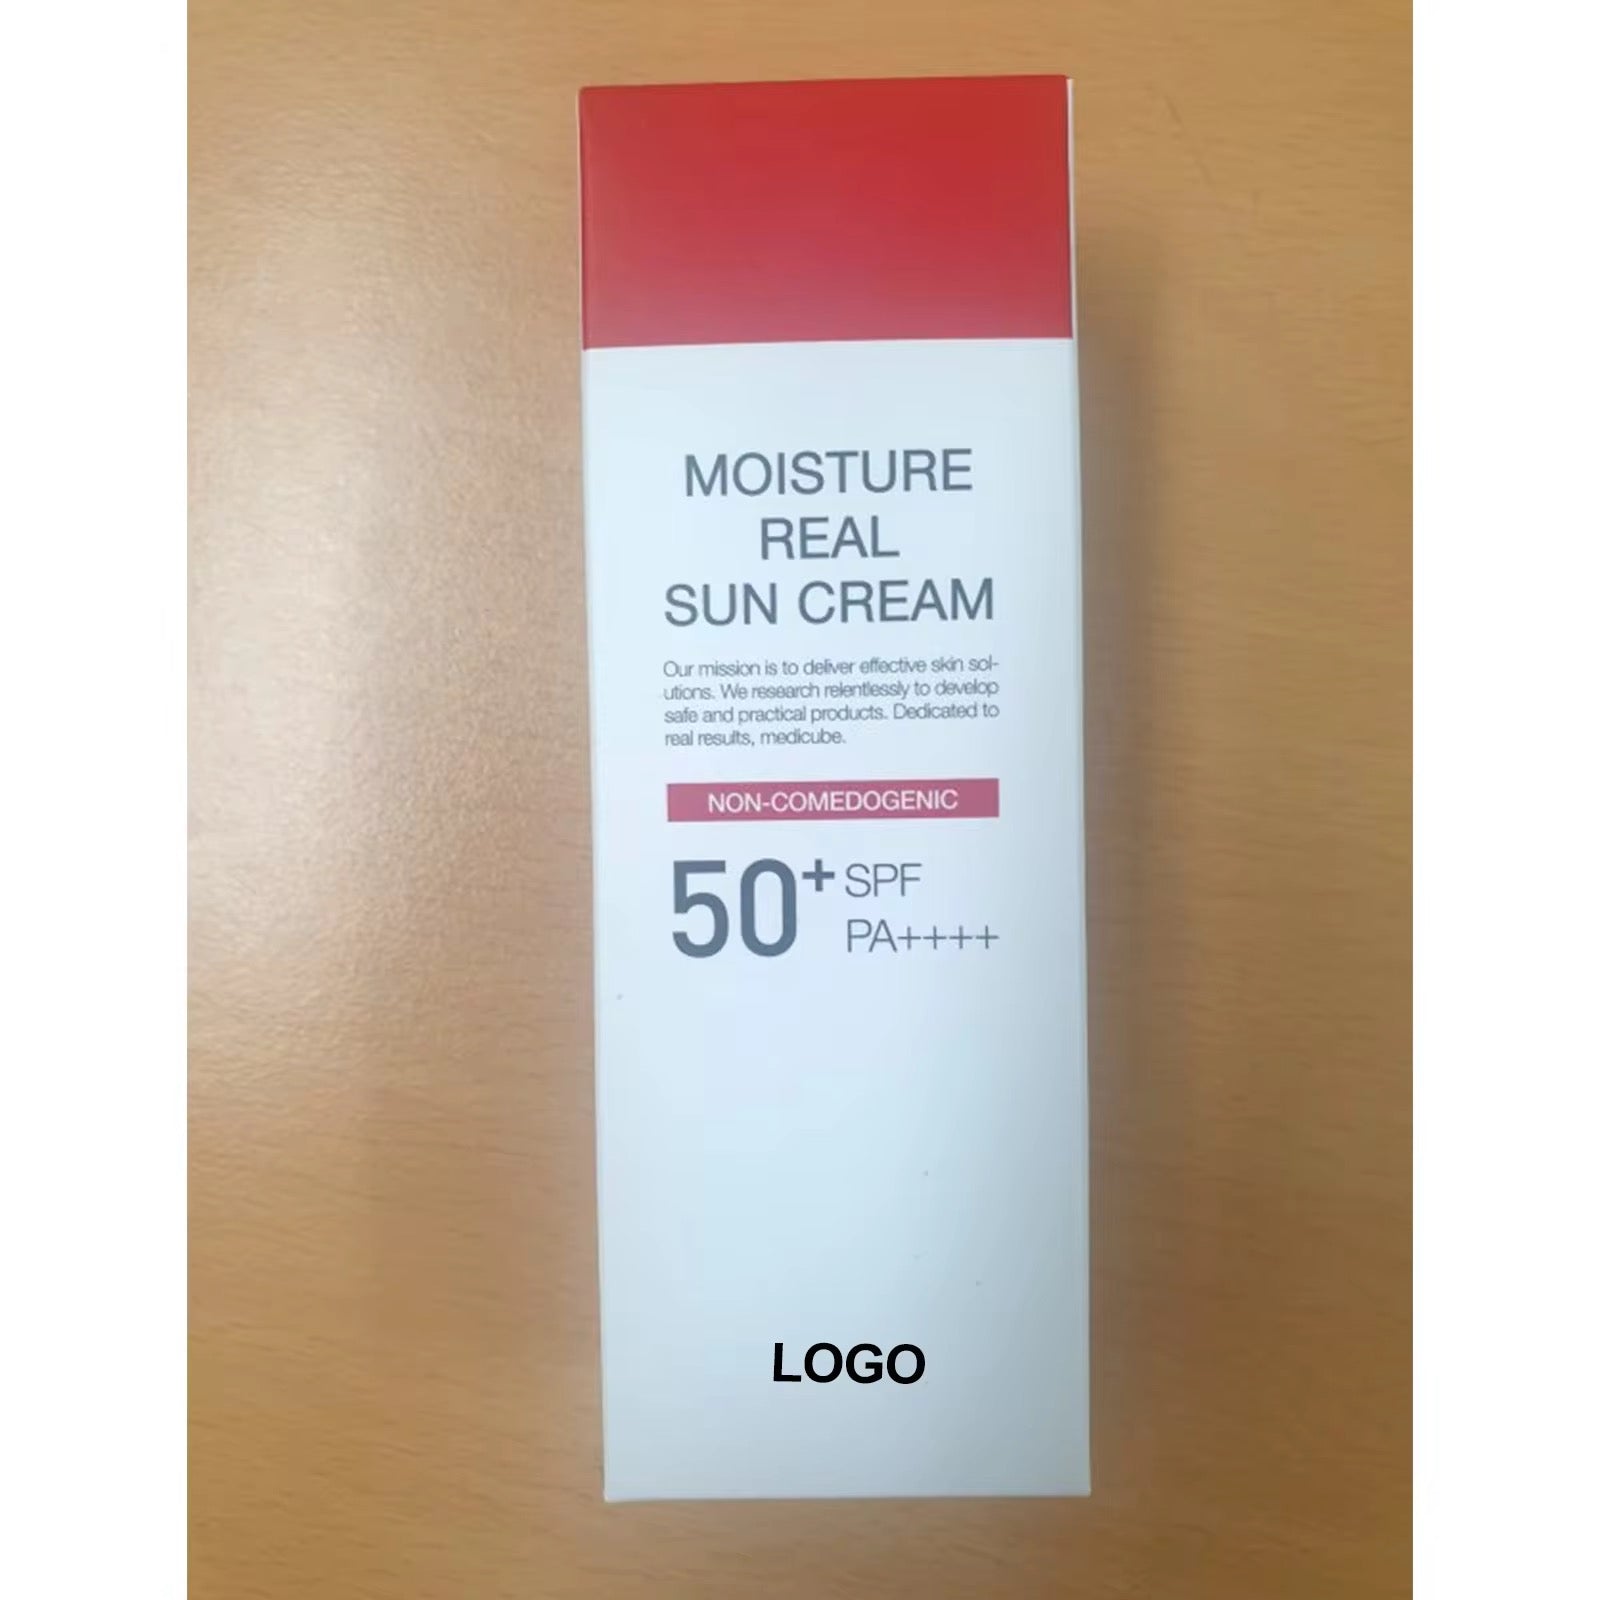 MOISTURE
REAL
SUN CREAM
Our mission is to deliver effective skin sol-
utions. We research relentlessly to develop
safe and practical products. Dedicated to
real results, medicube.
NON-COMEDOGENIC
50+ SPF
PA++++
LOGO